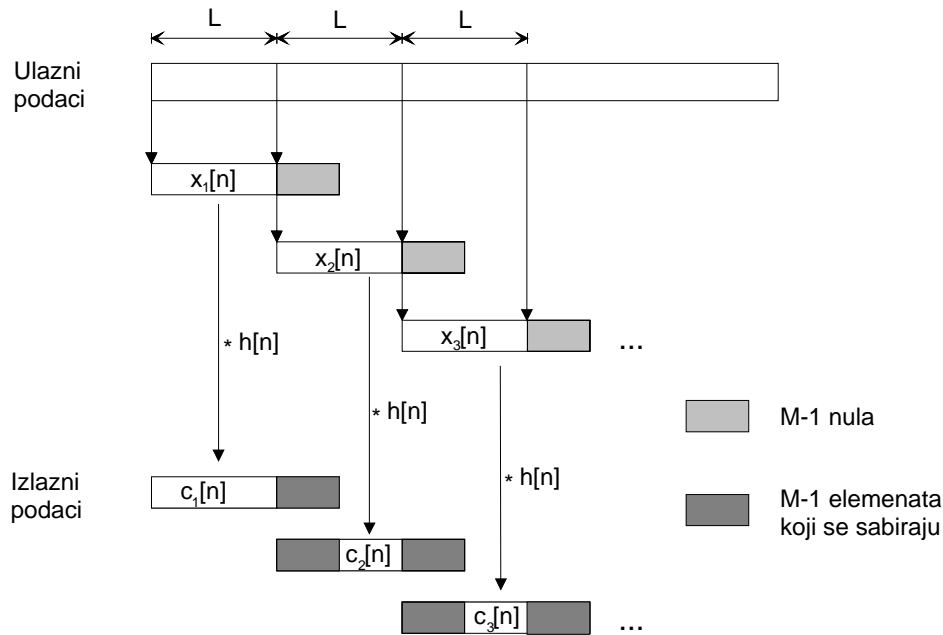 L L L
Ulazni
podaci
x₁[n]
x₂[n]
x₃[n] ...
* h[n]
* h[n]
* h[n]
M-1 nula
Izlazni
podaci
c₁[n]
M-1 elemenata
koji se sabiraju
c₂[n]
c₃[n] ...